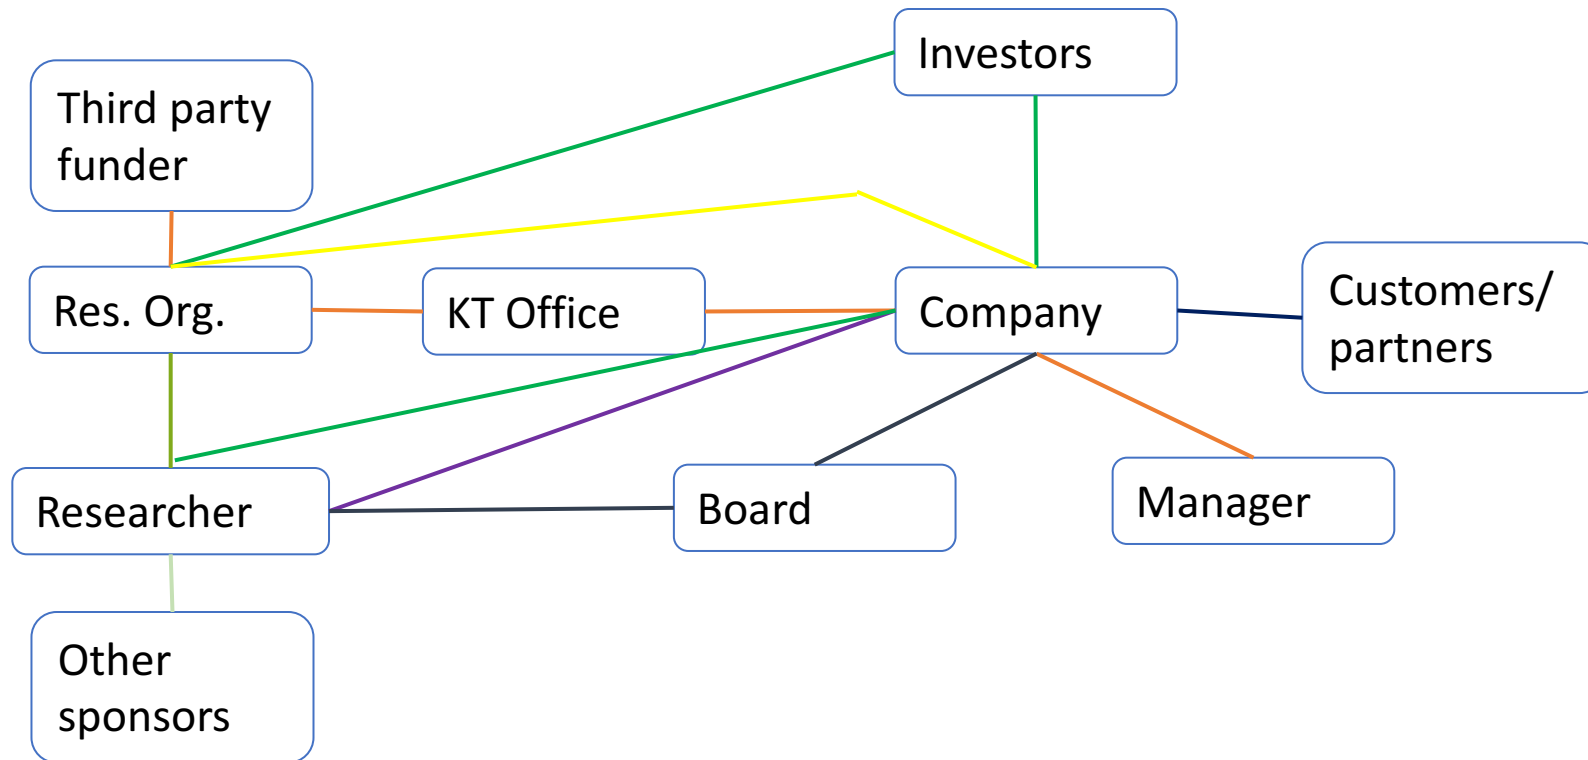 Investors
Third party
funder
Res. Org.
KT Office
Company
Customers/
partners
Researcher
Board
Manager
Other
sponsors